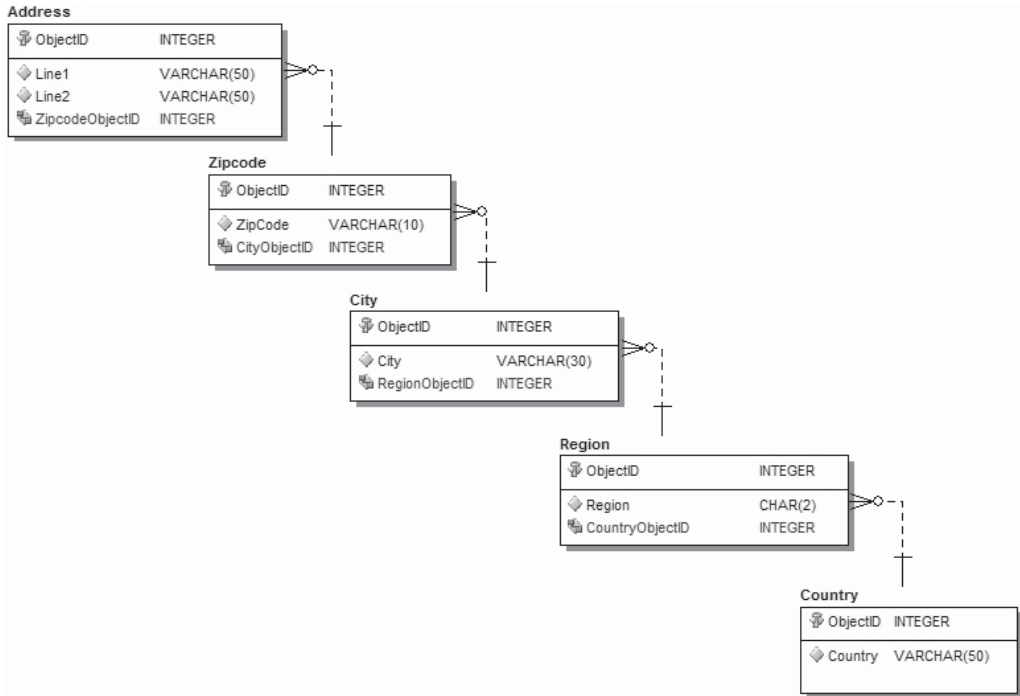 Address
ObjectID INTEGER
Line1 VARCHAR(50)
Line2 VARCHAR(50)
ZipcodeObjectID INTEGER
Zipcode
ObjectID INTEGER
ZipCode VARCHAR(10)
CityObjectID INTEGER
City
ObjectID INTEGER
City VARCHAR(30)
RegionObjectID INTEGER
Region
ObjectID INTEGER
Region CHAR(2)
CountryObjectID INTEGER
Country
ObjectID INTEGER
Country VARCHAR(50)